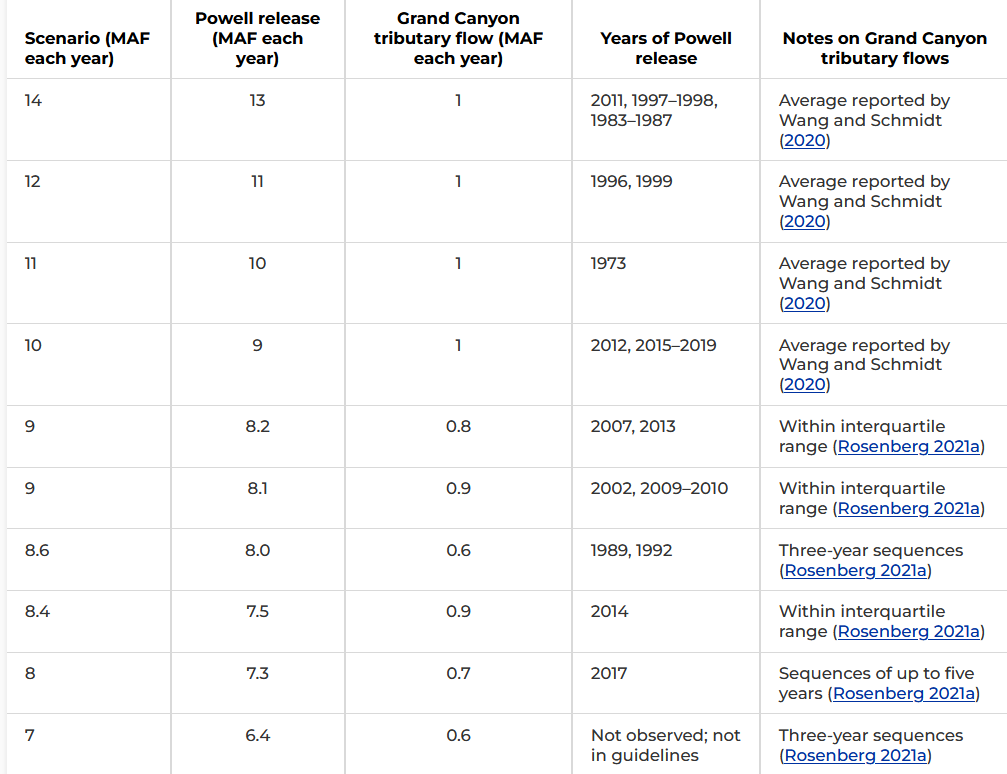 Scenario (MAF each year) | Powell release (MAF each year) | Grand Canyon tributary flow (MAF each year) | Years of Powell release | Notes on Grand Canyon tributary flows
14 | 13 | 1 | 2011, 1997–1998, 1983–1987 | Average reported by Wang and Schmidt (2020)
12 | 11 | 1 | 1996, 1999 | Average reported by Wang and Schmidt (2020)
11 | 10 | 1 | 1973 | Average reported by Wang and Schmidt (2020)
10 | 9 | 1 | 2012, 2015–2019 | Average reported by Wang and Schmidt (2020)
9 | 8.2 | 0.8 | 2007, 2013 | Within interquartile range (Rosenberg 2021a)
9 | 8.1 | 0.9 | 2002, 2009–2010 | Within interquartile range (Rosenberg 2021a)
8.6 | 8.0 | 0.6 | 1989, 1992 | Three-year sequences (Rosenberg 2021a)
8.4 | 7.5 | 0.9 | 2014 | Within interquartile range (Rosenberg 2021a)
8 | 7.3 | 0.7 | 2017 | Sequences of up to five years (Rosenberg 2021a)
7 | 6.4 | 0.6 | Not observed; not in guidelines | Three-year sequences (Rosenberg 2021a)